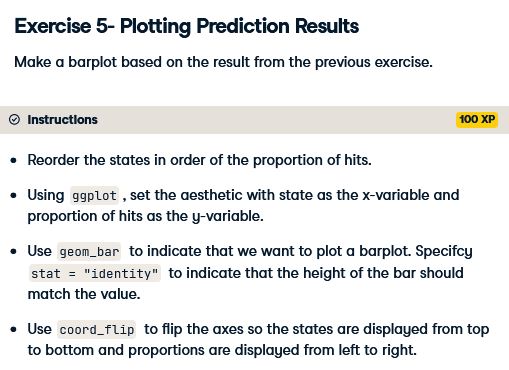 Exercise 5- Plotting Prediction Results
Make a barplot based on the result from the previous exercise.
Instructions
100 XP
Reorder the states in order of the proportion of hits.
Using ggplot , set the aesthetic with state as the x-variable and
proportion of hits as the y-variable.
Use geom_bar to indicate that we want to plot a barplot. Specifcy
stat = "identity" to indicate that the height of the bar should
match the value.
Use coord_flip to flip the axes so the states are displayed from top
to bottom and proportions are displayed from left to right.